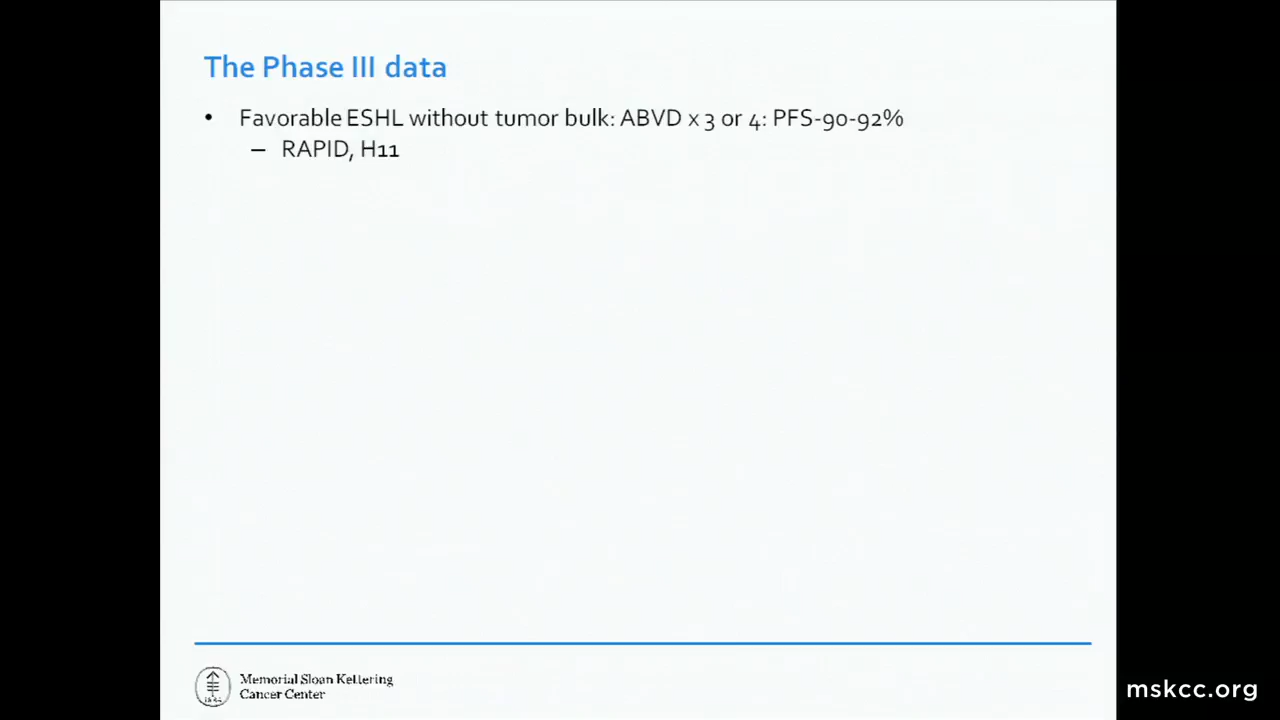 The Phase III data
• Favorable ESHL without tumor bulk: ABVD x 3 or 4: PFS-90-92%
– RAPID, H11
Memorial Sloan Kettering
Cancer Center
mskcc.org